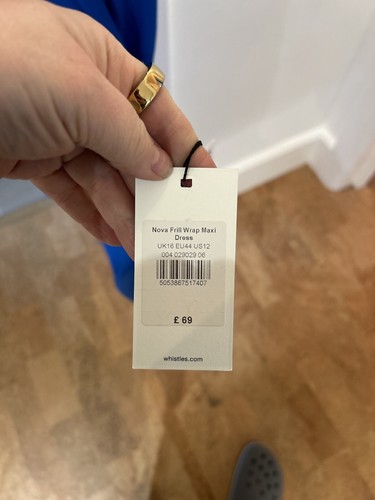 Nova Frill Wrap Maxi
Dress
UK16 EU44 US12
004 029029 06
5053867517407
£ 69
whistles.com